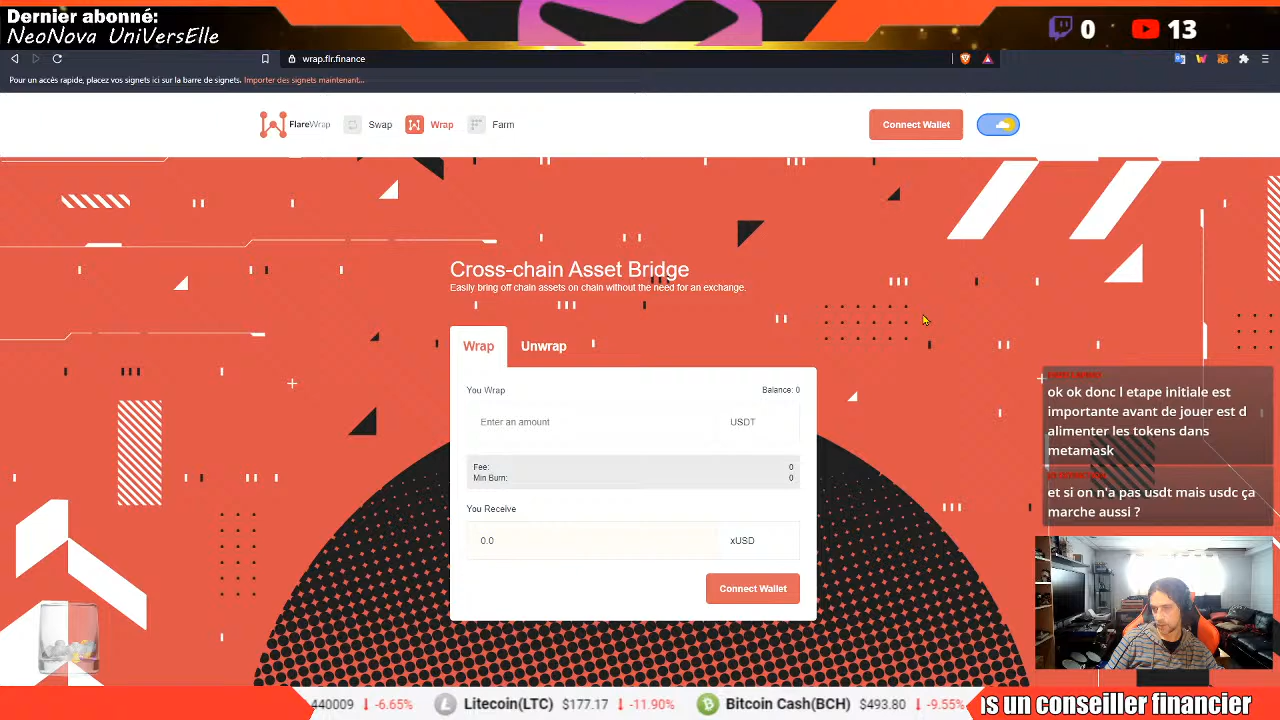 Dernier abonné:
NeoNova UniVersElle
0
13
wrap.flr.finance
Pour un accès rapide, placez vos signets ici sur la barre de signets. Importer des signets maintenant...
FlareWrap
Swap
Wrap
Farm
Connect Wallet
Cross-chain Asset Bridge
Easily bring off chain assets on chain without the need for an exchange.
Wrap
Unwrap
You Wrap
Balance: 0
Enter an amount
USDT
Fee:
0
Min Burn:
0
You Receive
0.0
xUSD
Connect Wallet
ok ok donc l etape initiale est
importante avant de jouer est d
alimenter les tokens dans
metamask
et si on n'a pas usdt mais usdc ça
marche aussi ?
440009 -6.65% Litecoin(LTC) $177.17 -11.90% Bitcoin Cash(BCH) $493.80 -9.55%
un conseiller financier